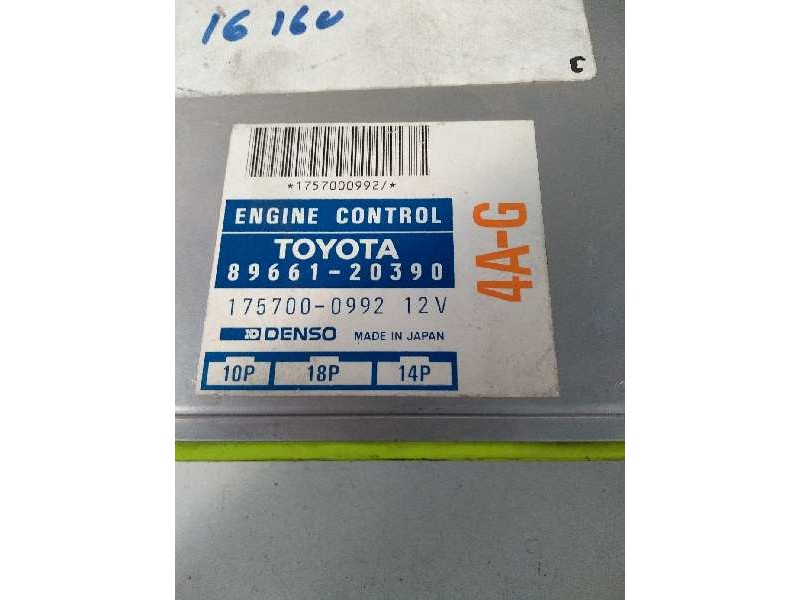 16 16v
c
*1757000992/*
ENGINE CONTROL
TOYOTA
89661-20390
175700-0992 12V
DENSO MADE IN JAPAN
10P 18P 14P
4A-G